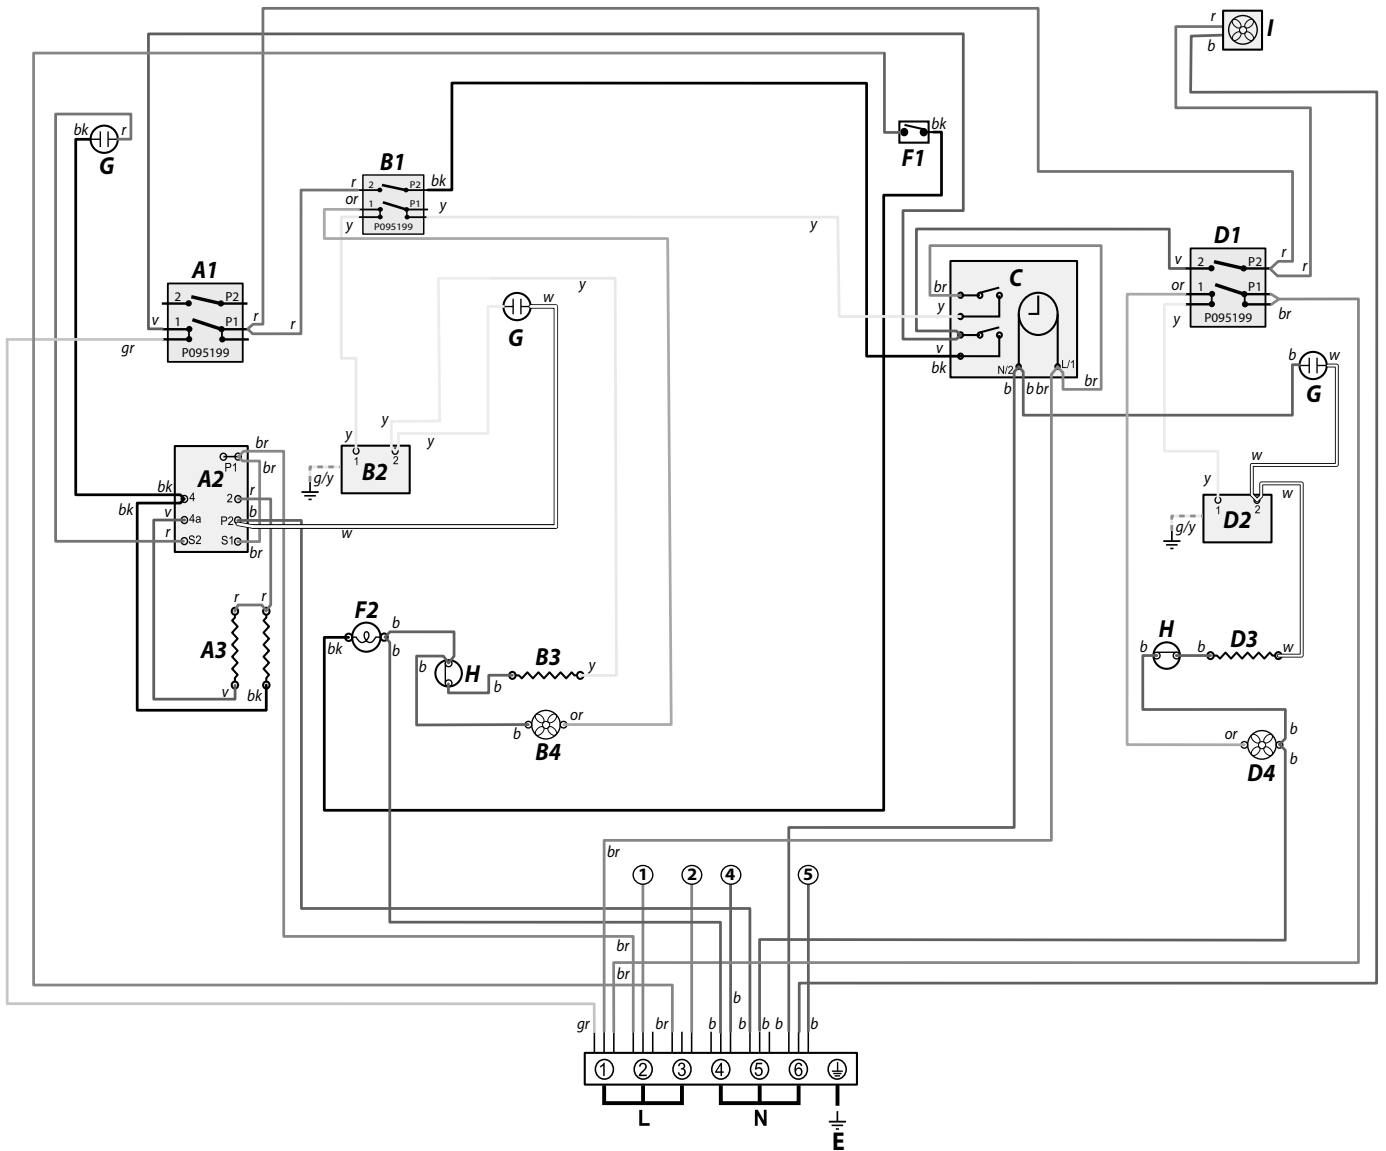 r
I
b
bk r
G
bk
F1
B1
r 2 P2 bk
or 1 P1 y
y P095199
y
D1
v 2 P2 r
r
or 1 P1
y P095199 br
A1
2 P2
v 1 P1 r
r
gr P095199
C
br
y
v
bk N/2 L/1
b b br br
y
G w
b w
G
y
y
y
1 2
B2
g/y
br
P1 br
A2
bk 4 2 r
bk
v 4a P2 b
r S2 S1
br
w
w
y w
1 2
D2
g/y
r r
A3
v bk
F2
b
bk b
b H
b
B3
y
or
b
B4
H
b b D3
w
or b
b
D4
br
1 2 4 5
br
br
b
gr br b b b b b
1 2 3 4 5 6
L N
E